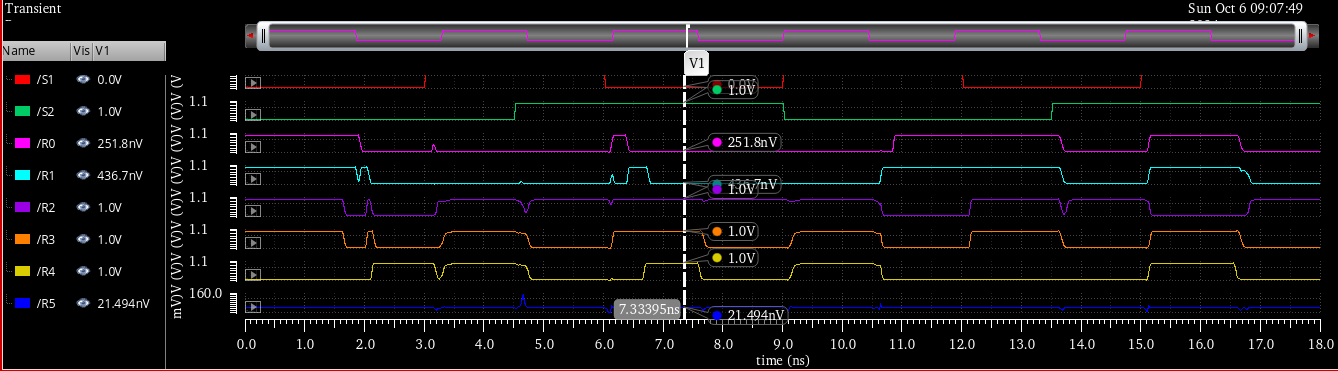 Transient
Sun Oct 6 09:07:49
Name Vis V1
V1
/S1 0.0V
/S2 1.0V
/R0 251.8nV
/R1 436.7nV
/R2 1.0V
/R3 1.0V
/R4 1.0V
/R5 21.494nV
1.1
1.1
1.1
1.1
1.1
1.1
160.0
0.0V
1.0V
251.8nV
1.0V
1.0V
1.0V
7.33395ns
21.494nV
0.0 1.0 2.0 3.0 4.0 5.0 6.0 7.0 8.0 9.0 10.0 11.0 12.0 13.0 14.0 15.0 16.0 17.0 18.0
time (ns)